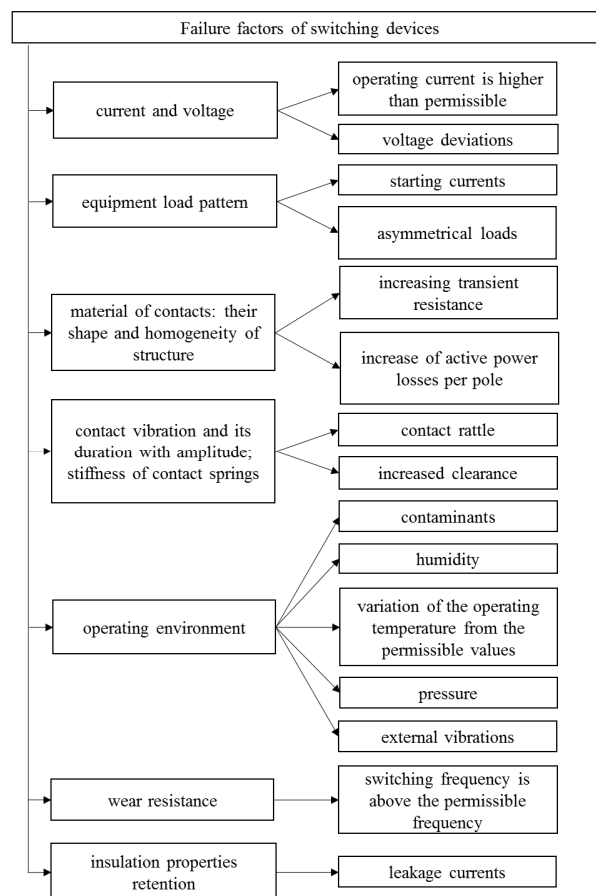 Failure factors of switching devices
current and voltage
operating current is higher
than permissible
voltage deviations
equipment load pattern
starting currents
asymmetrical loads
material of contacts: their
shape and homogeneity of
structure
increasing transient
resistance
increase of active power
losses per pole
contact vibration and its
duration with amplitude;
stiffness of contact springs
contact rattle
increased clearance
operating environment
contaminants
humidity
variation of the operating
temperature from the
permissible values
pressure
external vibrations
wear resistance
switching frequency is
above the permissible
frequency
insulation properties
retention
leakage currents